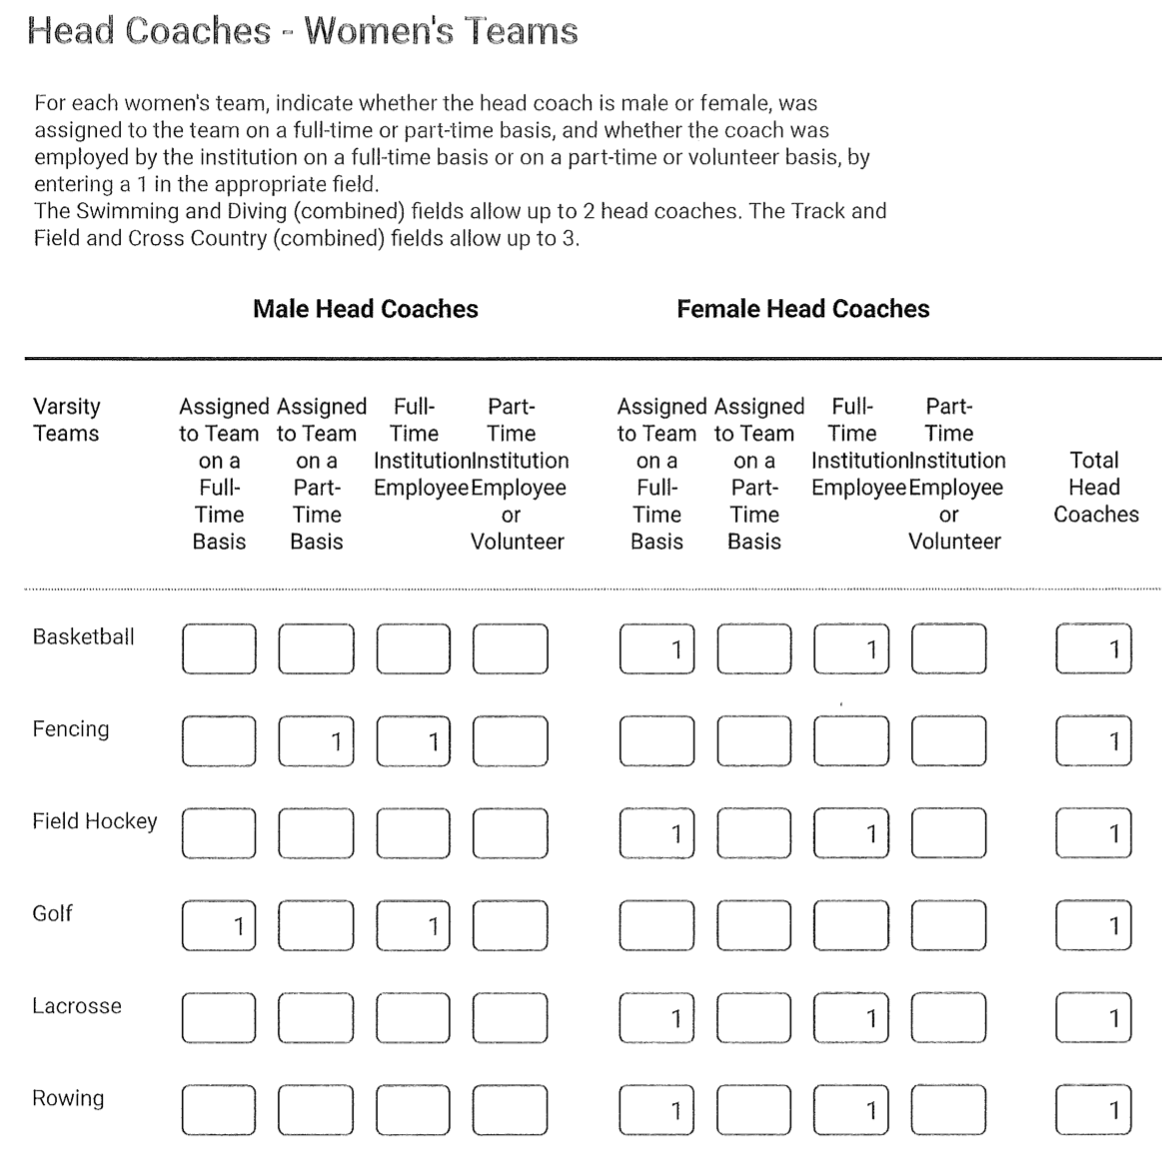 Head Coaches - Women's Teams
For each women's team, indicate whether the head coach is male or female, was
assigned to the team on a full-time or part-time basis, and whether the coach was
employed by the institution on a full-time basis or on a part-time or volunteer basis, by
entering a 1 in the appropriate field.
The Swimming and Diving (combined) fields allow up to 2 head coaches. The Track and
Field and Cross Country (combined) fields allow up to 3.
Male Head Coaches Female Head Coaches
Varsity Assigned Assigned Full- Part- Assigned Assigned Full- Part-
Teams to Team to Team Time Time to Team to Team Time Time
on a on a Institution Institution on a on a Institution Institution Total
Full- Part- Employee Employee Full- Part- Employee Employee Head
Time Time or Time Time or Coaches
Basis Basis Volunteer Basis Basis Volunteer
Basketball 1 1 1
Fencing 1 1 1
Field Hockey 1 1 1
Golf 1 1 1
Lacrosse 1 1 1
Rowing 1 1 1